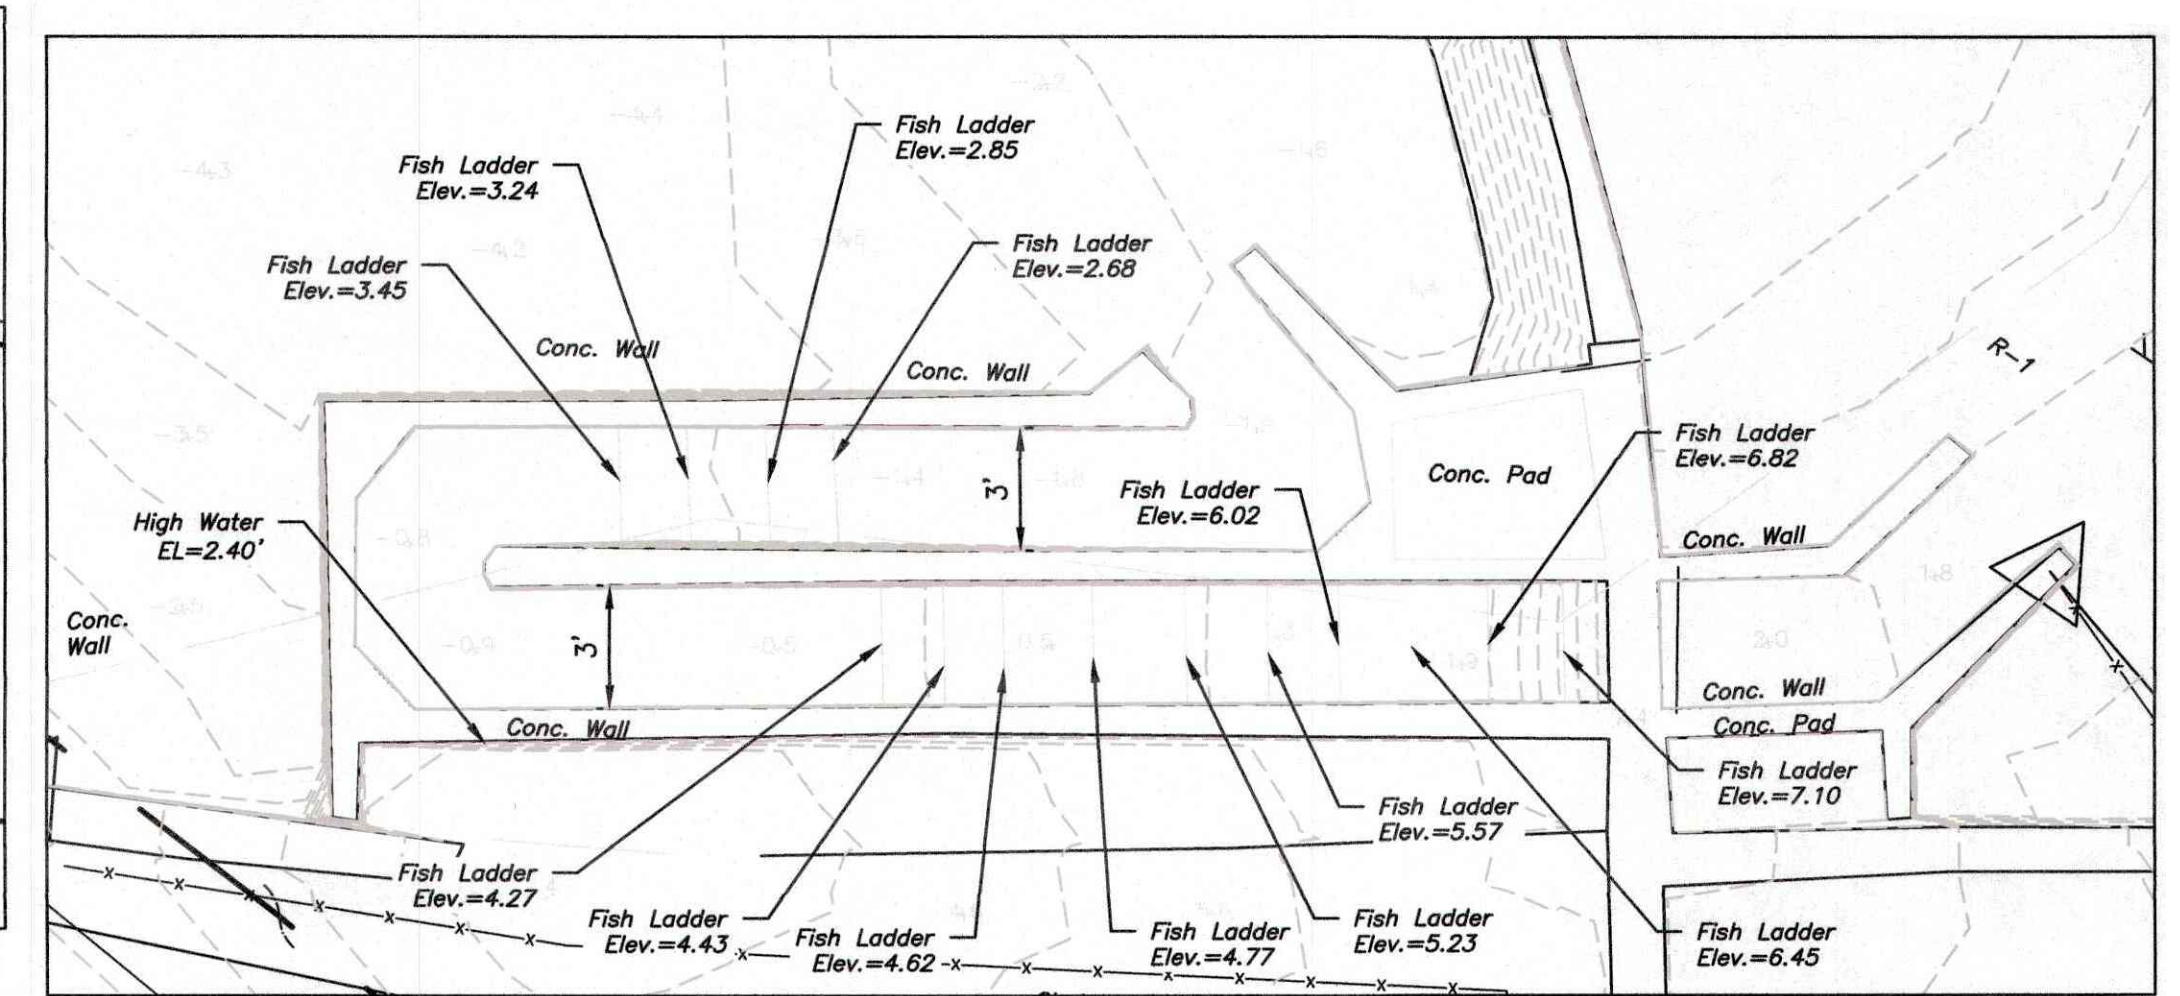 Fish Ladder
Elev.=2.85
Fish Ladder
Elev.=3.24
Fish Ladder
Elev.=2.68
Fish Ladder
Elev.=3.45
Conc. Wall
Conc. Wall
R-1
Fish Ladder
Elev.=6.82
Conc. Pad
3'
Fish Ladder
Elev.=6.02
High Water
EL=2.40'
Conc. Wall
Conc.
Wall
3'
Conc. Wall
Conc. Wall
Conc. Pad
Fish Ladder
Elev.=7.10
Fish Ladder
Elev.=5.57
Fish Ladder
Elev.=4.27
Fish Ladder
Elev.=4.43
Fish Ladder
Elev.=4.62
Fish Ladder
Elev.=4.77
Fish Ladder
Elev.=5.23
Fish Ladder
Elev.=6.45